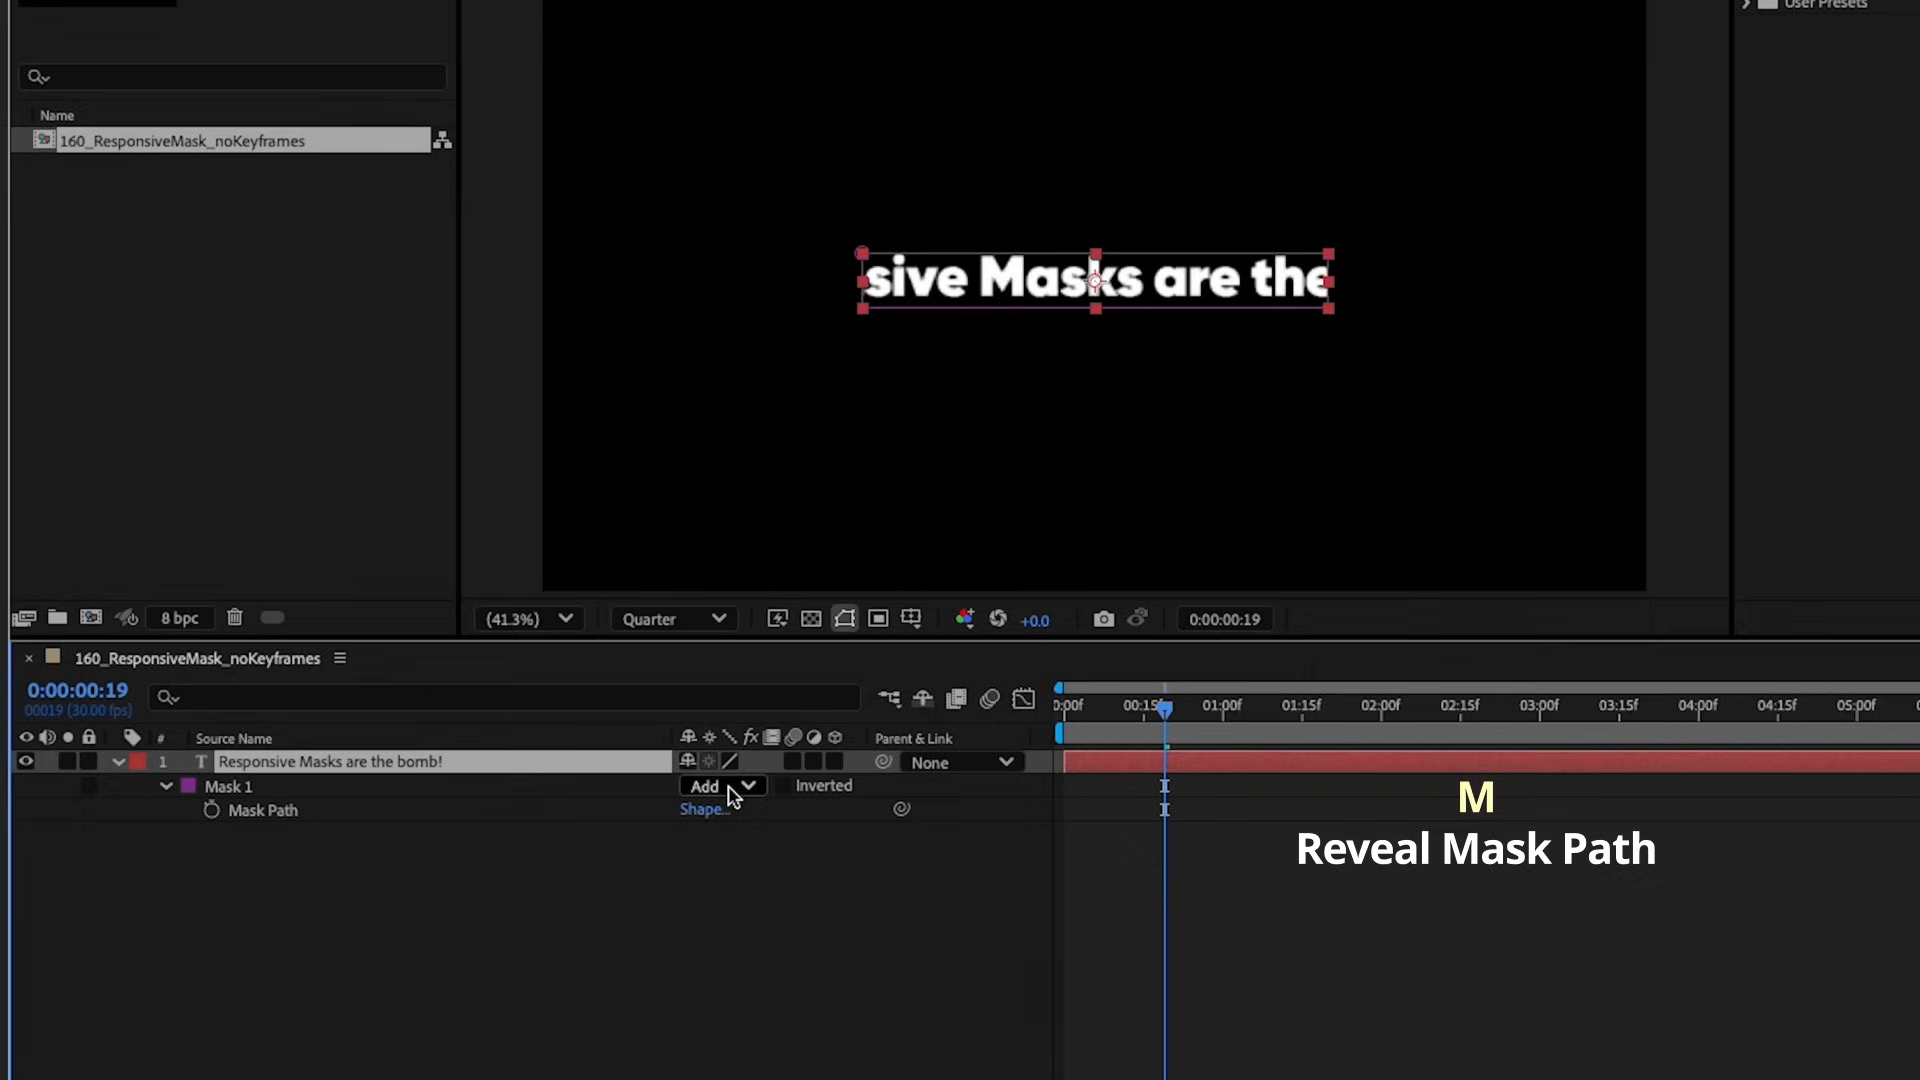 User Presets
Name
160_ResponsiveMask_noKeyframes
sive Masks are the
8 bpc
(41.3%)
Quarter
+0.0
0:00:00:19
× 160_ResponsiveMask_noKeyframes
0:00:00:19
00019 (30.00 fps)
0:00f 00:15f 01:00f 01:15f 02:00f 02:15f 03:00f 03:15f 04:00f 04:15f 05:00f
# Source Name fx Parent & Link
1 T Responsive Masks are the bomb! None
Mask 1 Add Inverted
Mask Path Shape...
M
Reveal Mask Path